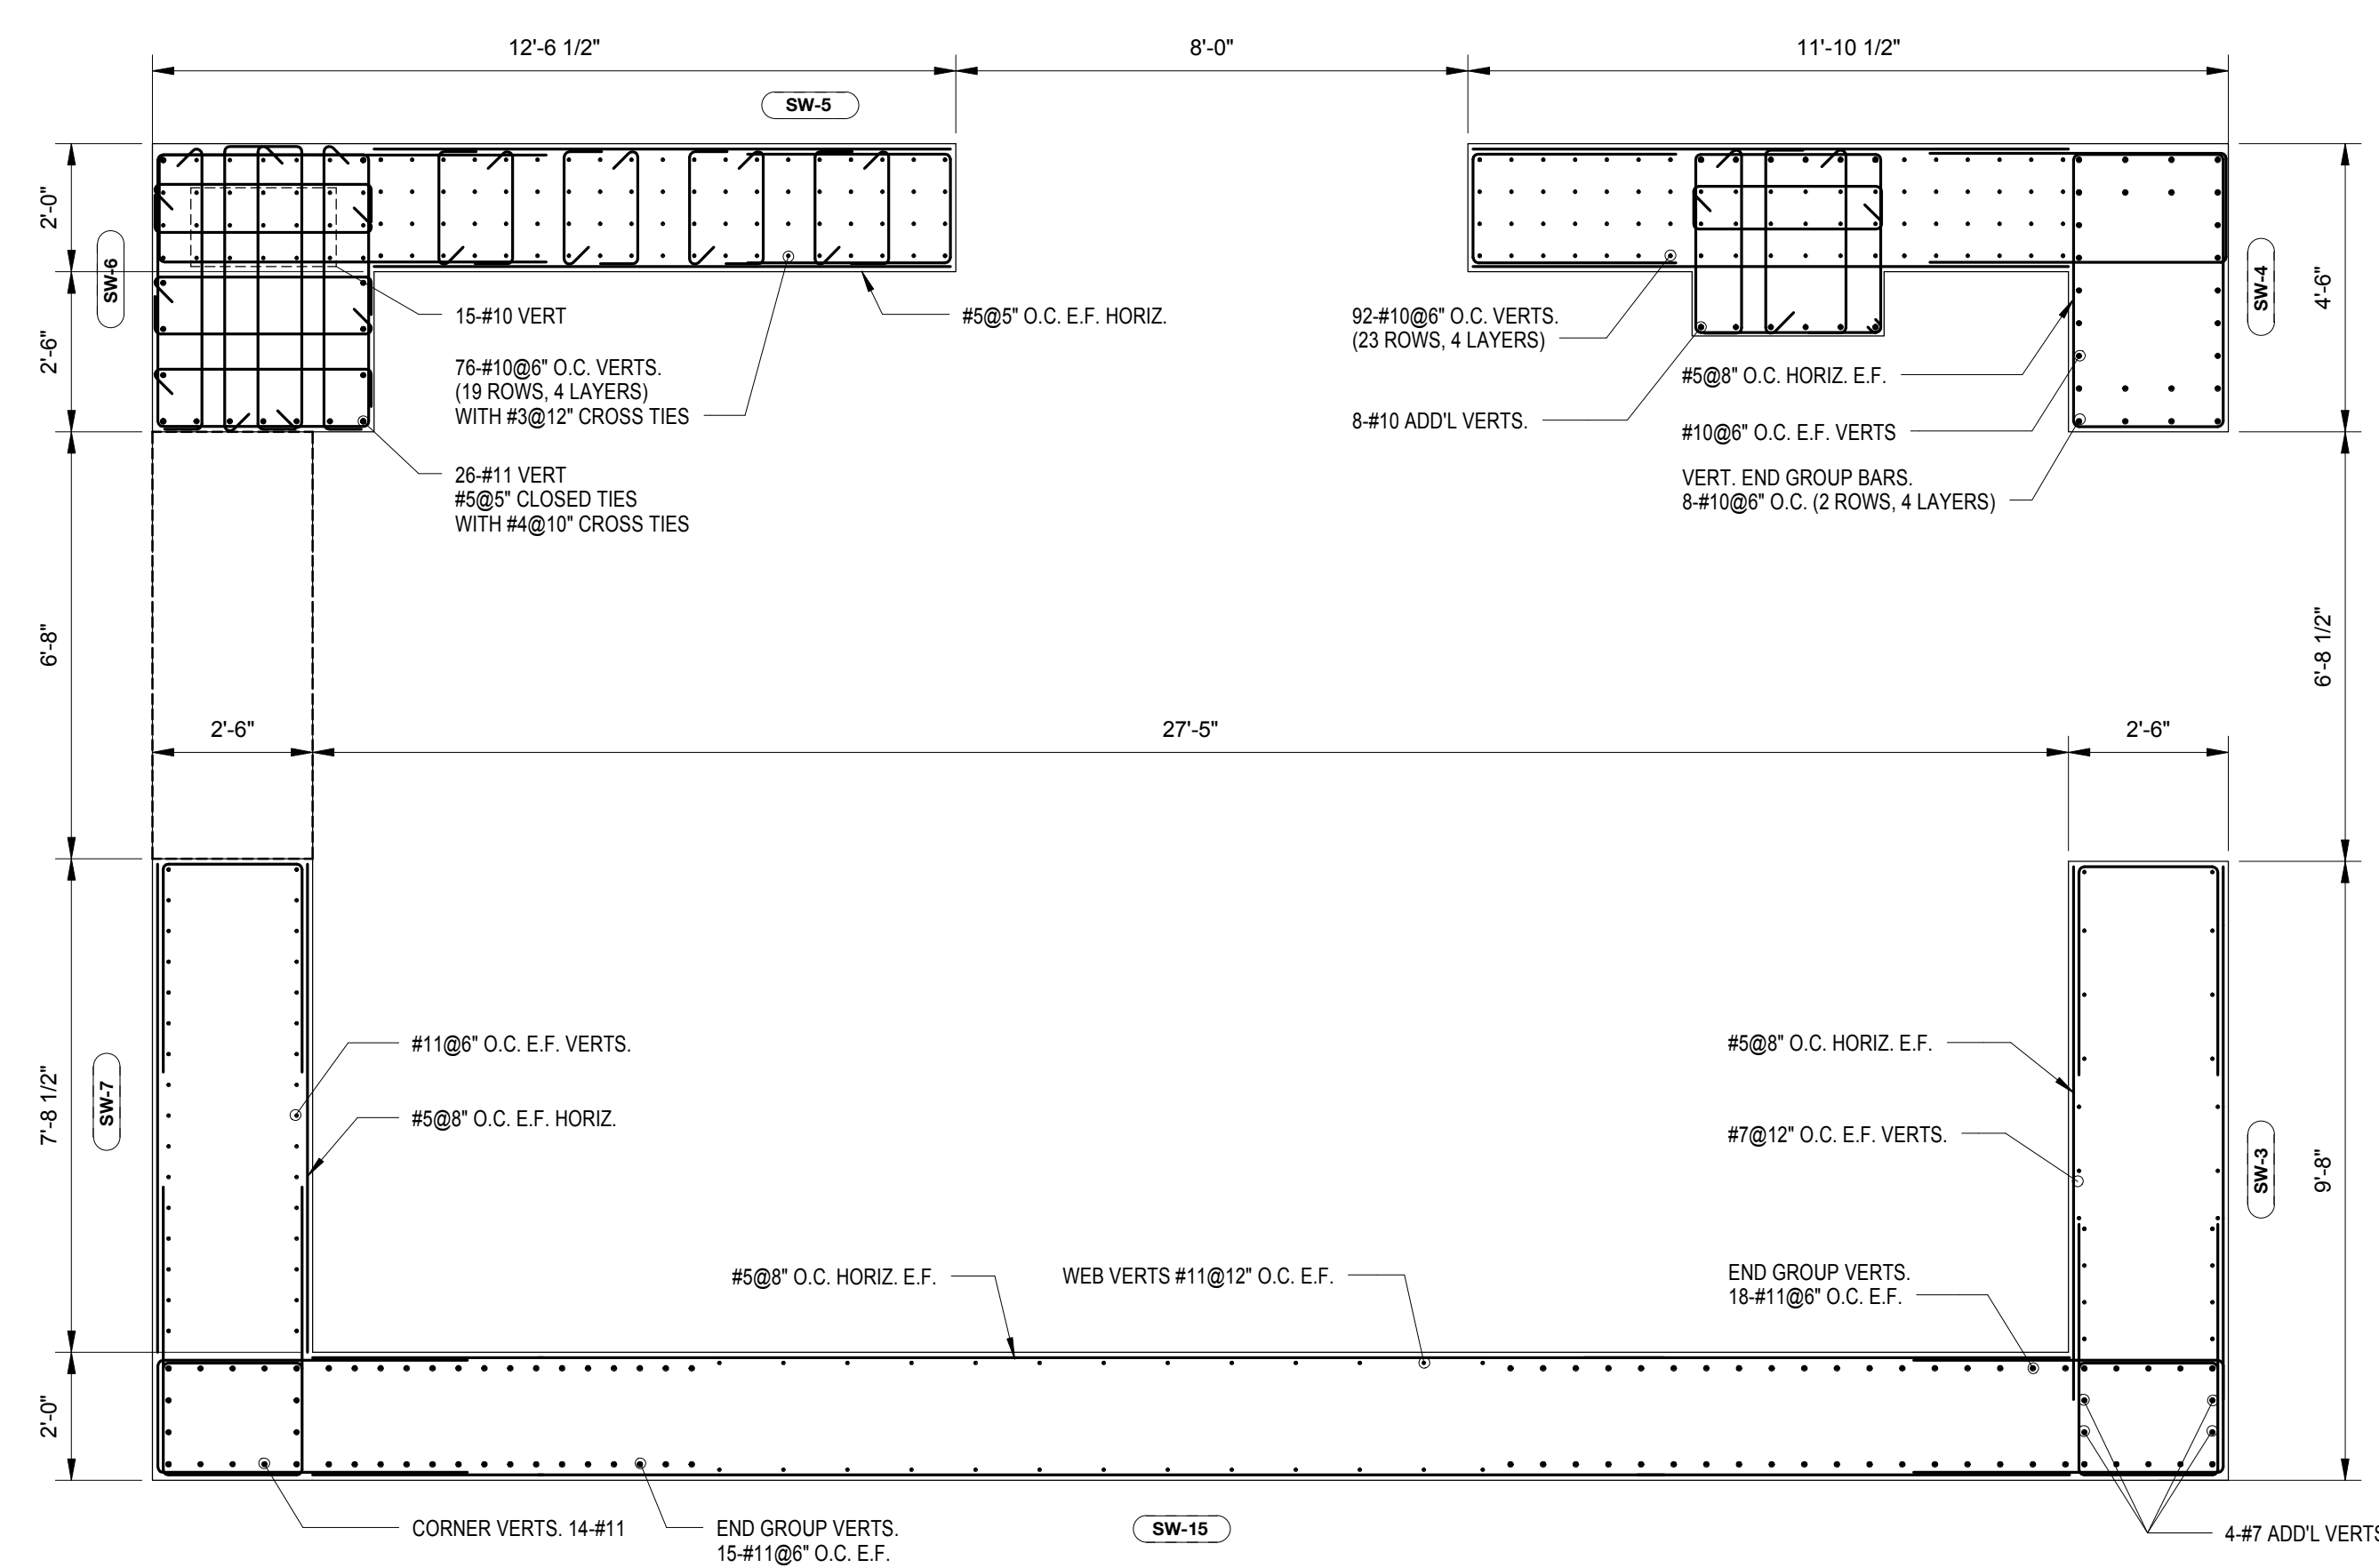 12'-6 1/2"
8'-0"
11'-10 1/2"
SW-5
2'-0"
SW-6
2'-6"
15-#10 VERT
76-#10@6" O.C. VERTS.
(19 ROWS, 4 LAYERS)
WITH #3@12" CROSS TIES
26-#11 VERT
#5@5" CLOSED TIES
WITH #4@10" CROSS TIES
#5@5" O.C. E.F. HORIZ.
92-#10@6" O.C. VERTS.
(23 ROWS, 4 LAYERS)
8-#10 ADD'L VERTS.
#5@8" O.C. HORIZ. E.F.
#10@6" O.C. E.F. VERTS
VERT. END GROUP BARS.
8-#10@6" O.C. (2 ROWS, 4 LAYERS)
SW-4
4'-6"
6'-8"
6'-8 1/2"
2'-6"
27'-5"
2'-6"
7'-8 1/2"
SW-7
#11@6" O.C. E.F. VERTS.
#5@8" O.C. E.F. HORIZ.
#5@8" O.C. HORIZ. E.F.
#7@12" O.C. E.F. VERTS.
SW-3
9'-8"
#5@8" O.C. HORIZ. E.F.
WEB VERTS #11@12" O.C. E.F.
END GROUP VERTS.
18-#11@6" O.C. E.F.
2'-0"
CORNER VERTS. 14-#11
END GROUP VERTS.
15-#11@6" O.C. E.F.
SW-15
4-#7 ADD'L VERTS